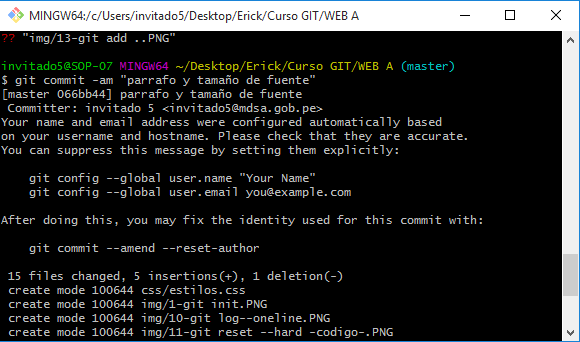 MINGW64:/c/Users/invitado5/Desktop/Erick/Curso GIT/WEB A
?? "img/13-git add ..PNG"
invitado5@SOP-07 MINGW64 ~/Desktop/Erick/Curso GIT/WEB A (master)
$ git commit -am "parrafo y tamaño de fuente"
[master 066bb44] parrafo y tamaño de fuente
Committer: invitado 5 <invitado5@mdsa.gob.pe>
Your name and email address were configured automatically based
on your username and hostname. Please check that they are accurate.
You can suppress this message by setting them explicitly:
git config --global user.name "Your Name"
git config --global user.email you@example.com
After doing this, you may fix the identity used for this commit with:
git commit --amend --reset-author
15 files changed, 5 insertions(+), 1 deletion(-)
create mode 100644 css/estilos.css
create mode 100644 img/1-git init.PNG
create mode 100644 img/10-git log--oneline.PNG
create mode 100644 img/11-git reset --hard -codigo-.PNG